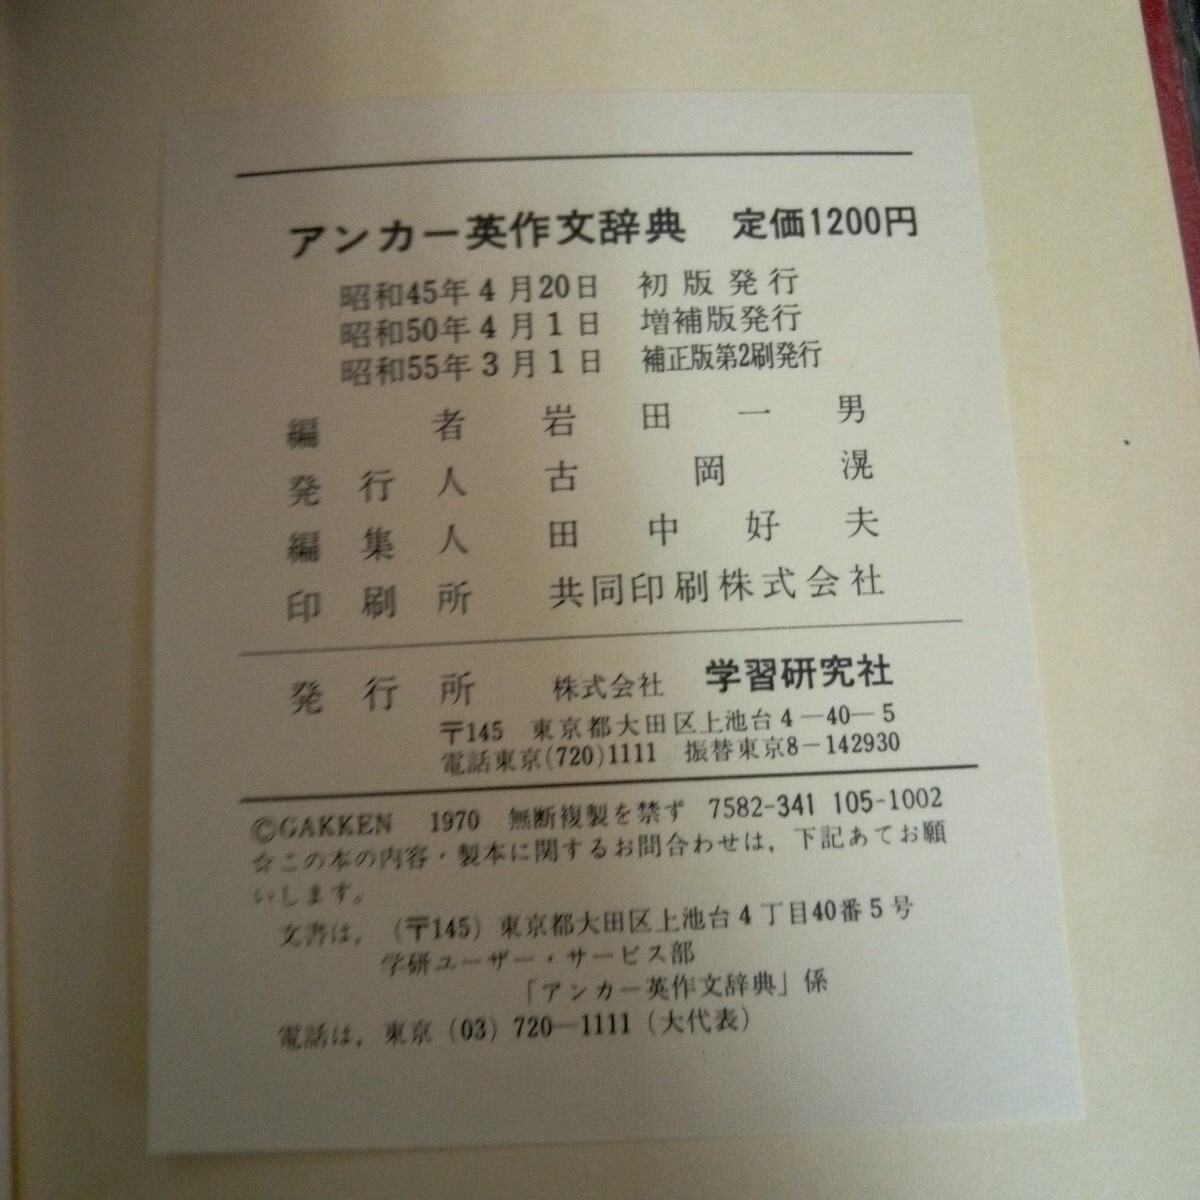 アンカー英作文辞典 定価1200円
昭和45年4月20日 初版発行
昭和50年4月1日 増補版発行
昭和55年3月1日 補正版第2刷発行
編者 岩田一男
発行人 古岡滉
編集人 田中好夫
印刷所 共同印刷株式会社
発行所 株式会社 学習研究社
〒145 東京都大田区上池台4—40—5
電話東京(720)1111 振替東京8-142930
©GAKKEN 1970 無断複製を禁ず 7582-341 105-1002
☆この本の内容・製本に関するお問合わせは，下記あてお願
いします。
文書は，（〒145）東京都大田区上池台4丁目40番5号
学研ユーザー・サービス部
「アンカー英作文辞典」係
電話は，東京（03）720—1111（大代表）